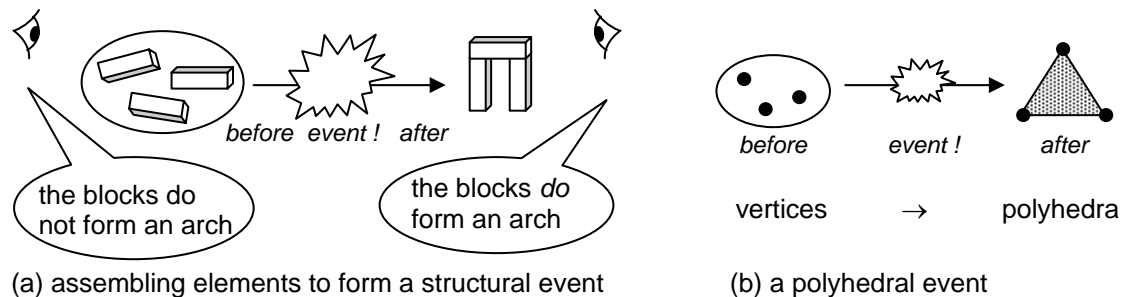 before event ! after
the blocks do
not form an arch
the blocks do
form an arch
(a) assembling elements to form a structural event
before event ! after
vertices → polyhedra
(b) a polyhedral event